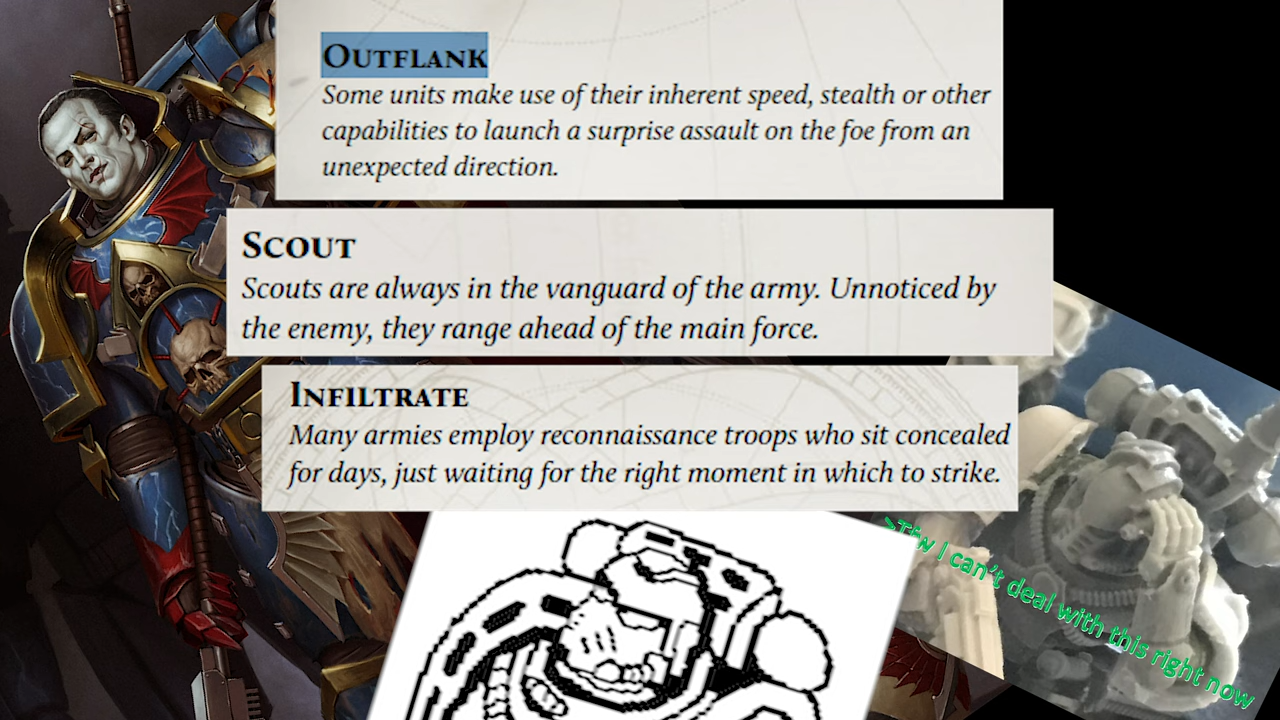 OUTFLANK
Some units make use of their inherent speed, stealth or other
capabilities to launch a surprise assault on the foe from an
unexpected direction.
SCOUT
Scouts are always in the vanguard of the army. Unnoticed by
the enemy, they range ahead of the main force.
INFILTRATE
Many armies employ reconnaissance troops who sit concealed
for days, just waiting for the right moment in which to strike.
>Tfw I can't deal with this right now